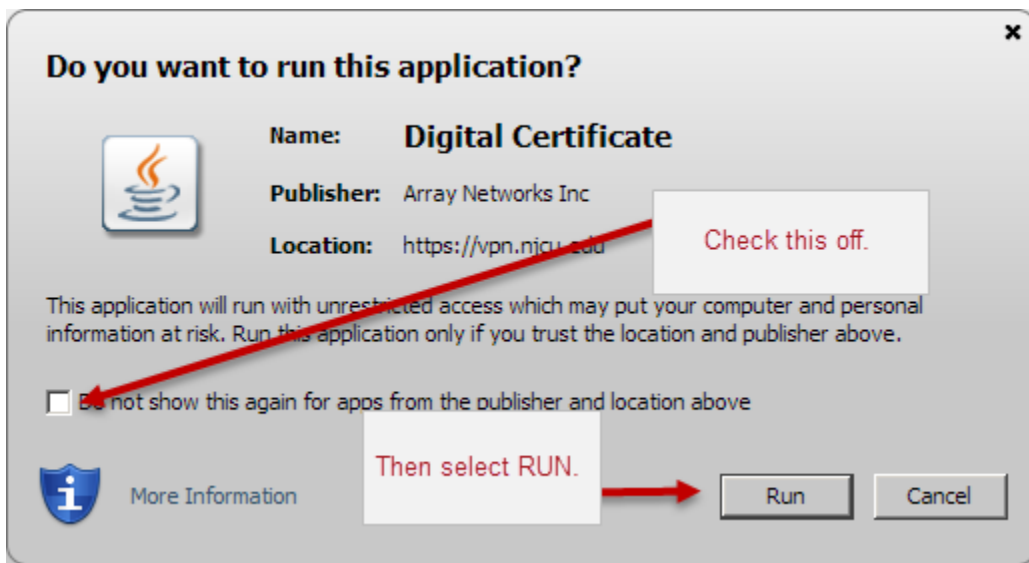 Do you want to run this application?
Name: Digital Certificate
Publisher: Array Networks Inc
Location: https://vpn.njcu.edu
Check this off.
This application will run with unrestricted access which may put your computer and personal
information at risk. Run this application only if you trust the location and publisher above.
Do not show this again for apps from the publisher and location above
Then select RUN.
More Information
Run
Cancel